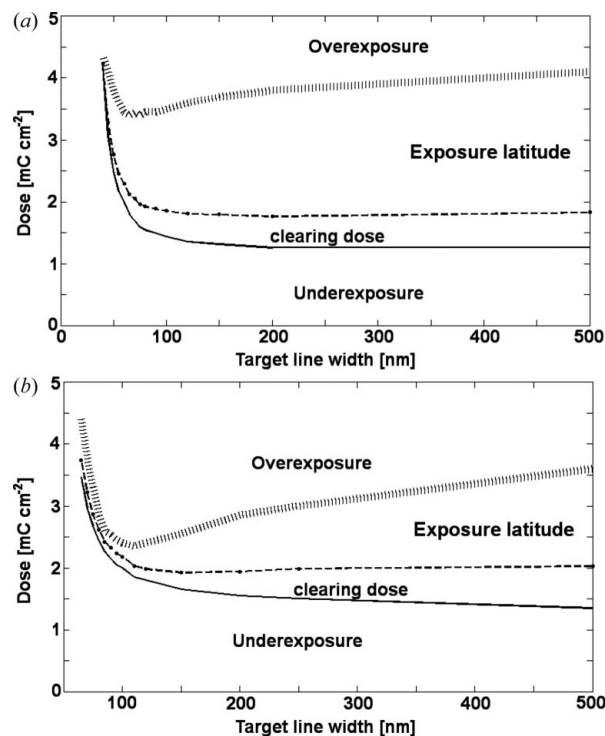 (a)
5
4
3
2
1
0
Dose [mC cm-2]
Overexposure
Exposure latitude
clearing dose
Underexposure
0 100 200 300 400 500
Target line width [nm]
(b)
5
4
3
2
1
0
Dose [mC cm-2]
Overexposure
Exposure latitude
clearing dose
Underexposure
100 200 300 400 500
Target line width [nm]